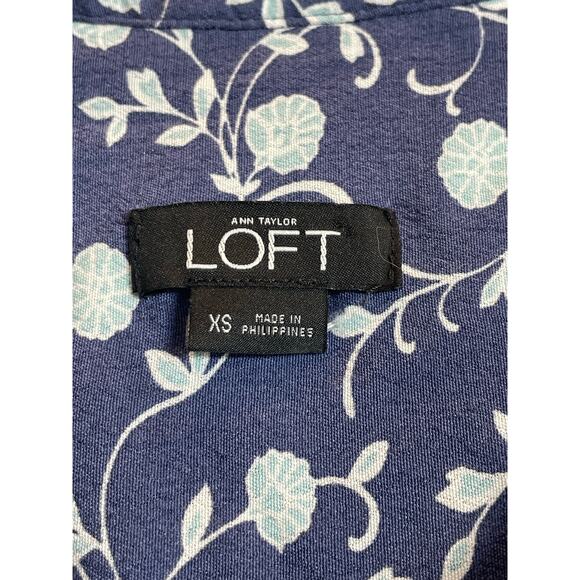 ANN TAYLOR
LOFT
XS
MADE IN
PHILIPPINES